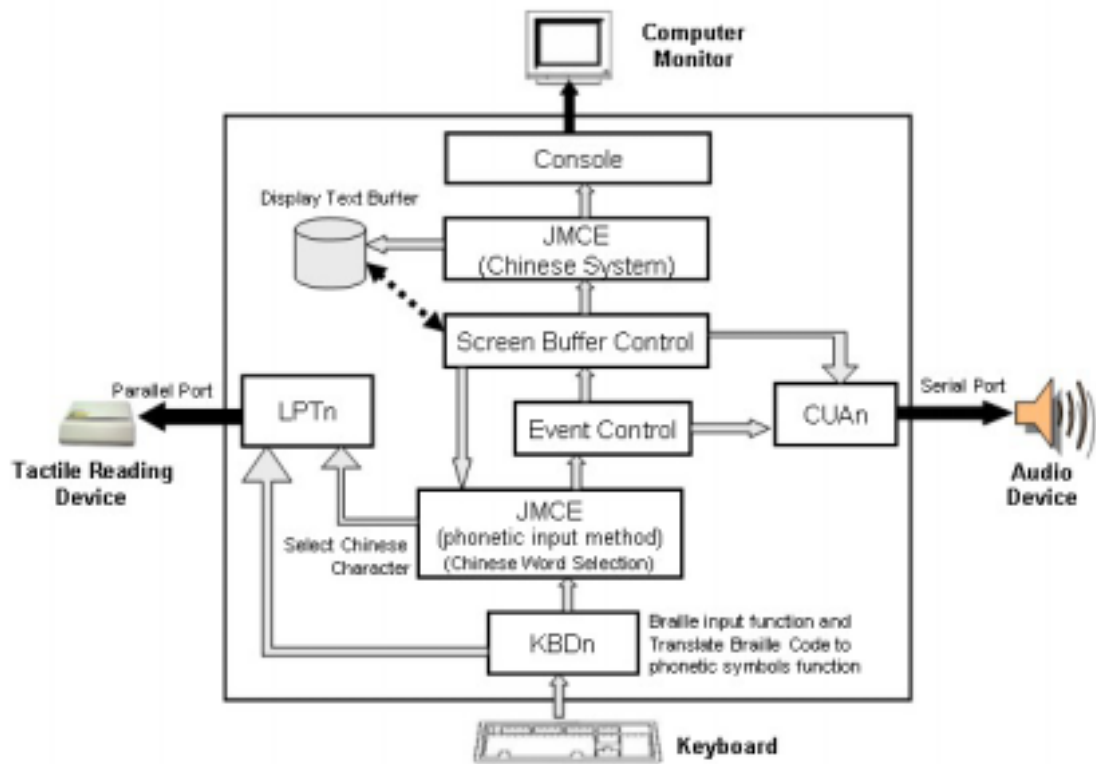 Computer
Monitor
Console
Display Text Buffer
JMCE
(Chinese System)
Screen Buffer Control
Parallel Port
LPTn
Serial Port
CUAn
Event Control
Tactile Reading
Device
Audio
Device
JMCE
(phonetic input method)
(Chinese Word Selection)
Select Chinese
Character
KBDn
Braille input function and
Translate Braille Code to
phonetic symbols function
Keyboard